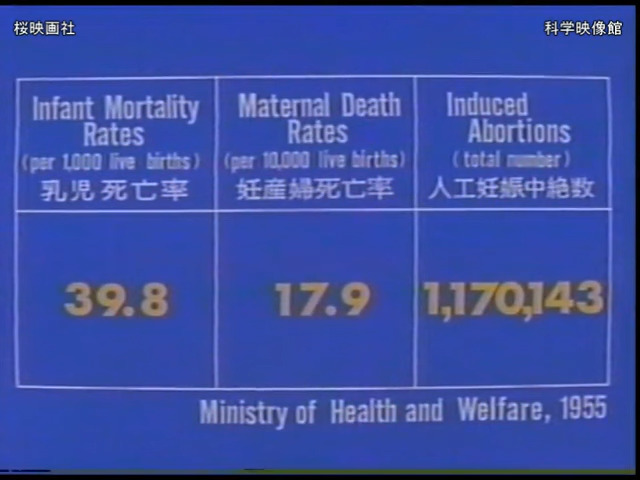 桜映画社
科学映像館
Infant Mortality
Rates
(per 1,000 live births)
乳児死亡率
Maternal Death
Rates
(per 10,000 live births)
妊産婦死亡率
Induced
Abortions
(total number)
人工妊娠中絶数
39.8
17.9
1,170,143
Ministry of Health and Welfare, 1955